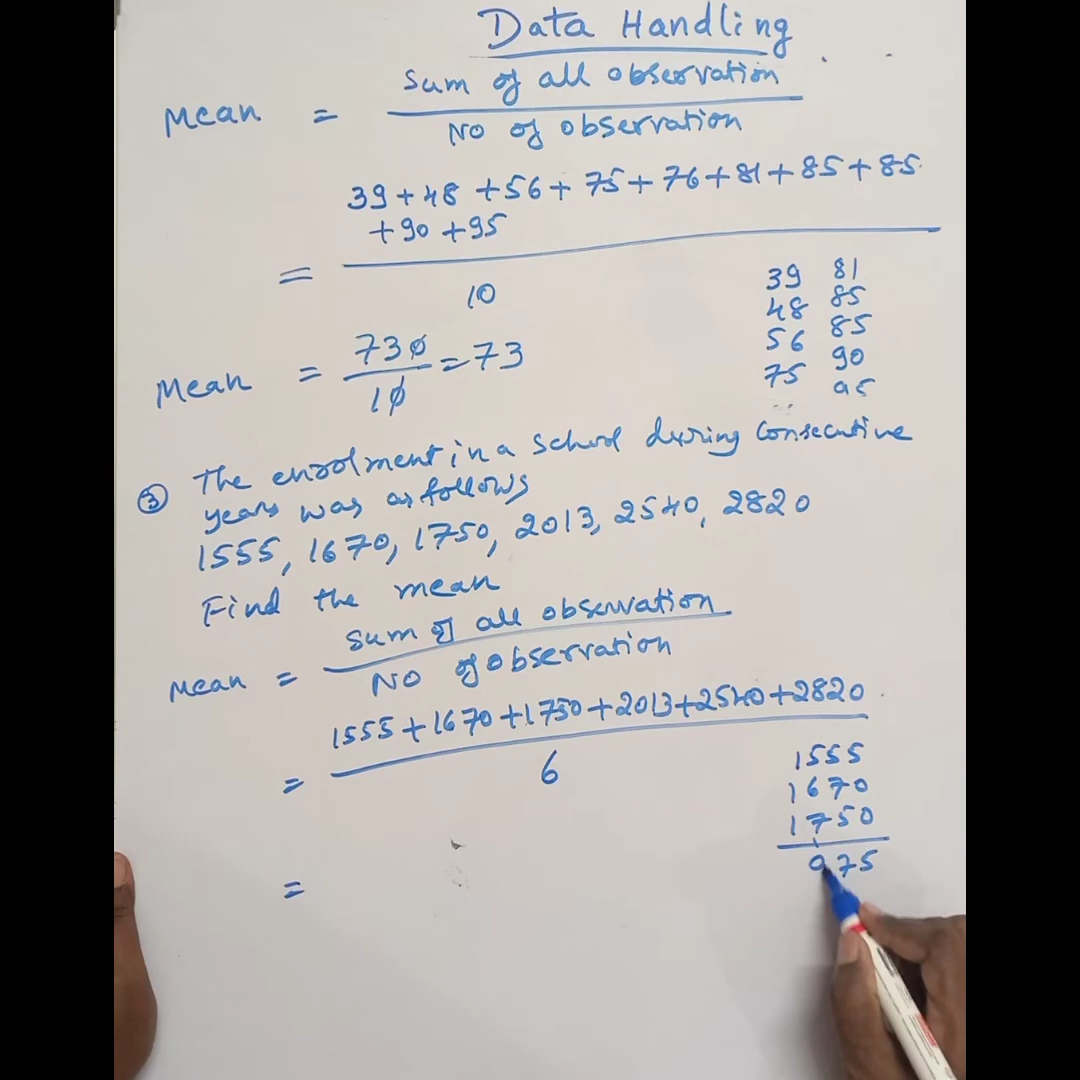 Data Handling
Mean = Sum of all observation
No of observation
= 39+48+56+75+76+81+85+85
+90+95
10
39 81
48 85
56 85
75 90
95
Mean = 730/10 = 73
③ The enrolment in a School during Consecutive
years was as follows
1555, 1670, 1750, 2013, 2540, 2820
Find the mean
Mean = Sum of all observation
No of observation
= 1555+1670+1750+2013+2540+2820
6
1555
1670
1750
975
=